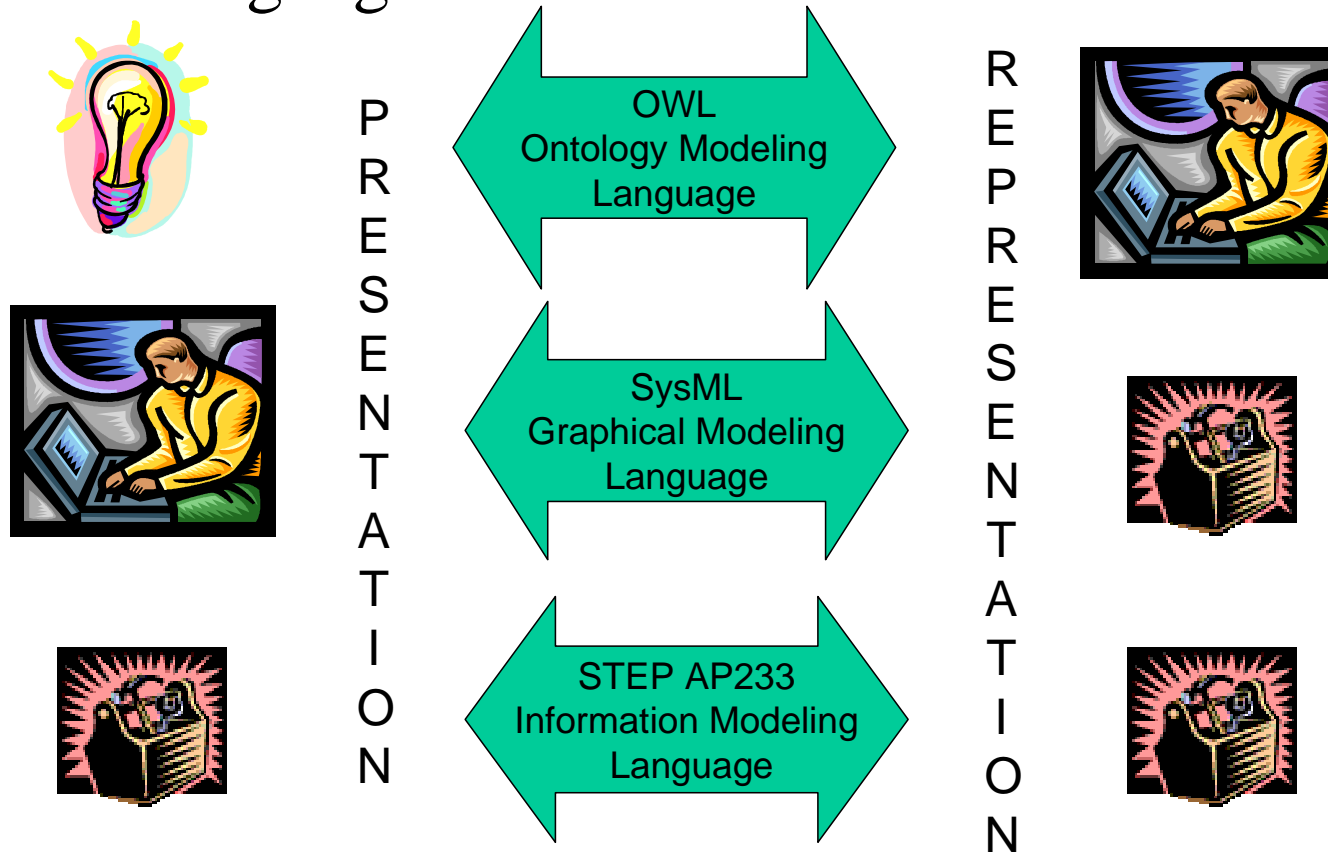 PRESENTATION
OWL
Ontology Modeling
Language
SysML
Graphical Modeling
Language
STEP AP233
Information Modeling
Language
REPRESENTATION